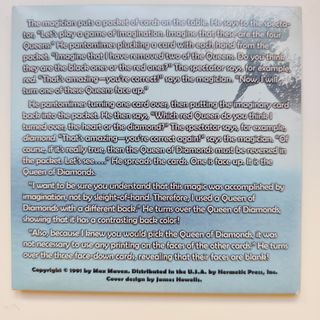 The magician puts a packet of cards on the table. He says to the specta-
tor, "Let's play a game of imagination. Imagine that these are the four
Queens." He pantomimes plucking a card with each hand from the
packet. "Imagine that I have removed two of the Queens. Do you think
they are the black ones or the red ones?" The spectator says, for example,
red. "That's amazing—you're correct!" says the magician. "Now, I will
turn one of these Queens face up."
He pantomimes turning one card over, then putting the imaginary card
back into the packet. He then says, "Which red Queen do you think I
turned over, the heart or the diamond?" The spectator says, for example,
diamond. "That's amazing—you're correct again!" says the magician. "Of
course, if it's really true, then the Queen of Diamonds must be reversed in
the packet. Let's see...." He spreads the cards. One is face up. It is the
Queen of Diamonds.
"I want to be sure you understand that this magic was accomplished by
imagination, not by sleight-of-hand. Therefore, I used a Queen of
Diamonds with a different back." He turns over the Queen of Diamonds,
showing that it has a contrasting back color!
"Also, because I knew you would pick the Queen of Diamonds, it was
not necessary to use any printing on the faces of the other cards." He turns
over the three face-down cards, revealing that their faces are blank!
Copyright © 1991 by Max Maven. Distributed in the U.S.A. by Hermetic Press, Inc.
Cover design by James Howells.